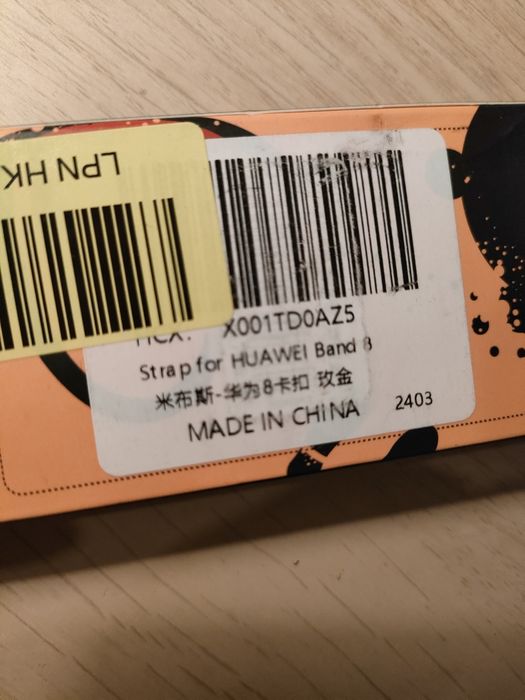 LPN HK
X001TD0AZ5
Strap for HUAWEI Band 8
米布斯-华为8卡扣 玫金
MADE IN CHINA 2403